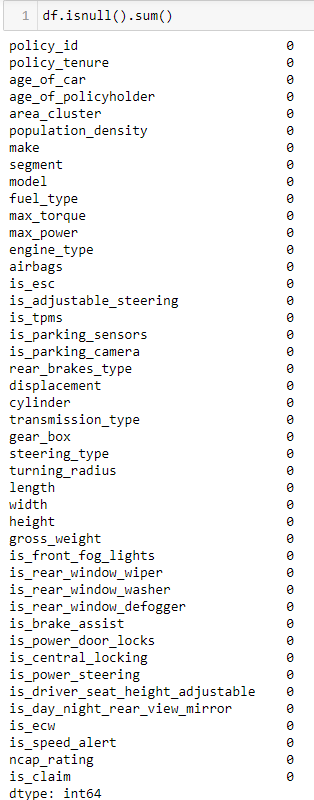 1 df.isnull().sum()
policy_id 0
policy_tenure 0
age_of_car 0
age_of_policyholder 0
area_cluster 0
population_density 0
make 0
segment 0
model 0
fuel_type 0
max_torque 0
max_power 0
engine_type 0
airbags 0
is_esc 0
is_adjustable_steering 0
is_tpms 0
is_parking_sensors 0
is_parking_camera 0
rear_brakes_type 0
displacement 0
cylinder 0
transmission_type 0
gear_box 0
steering_type 0
turning_radius 0
length 0
width 0
height 0
gross_weight 0
is_front_fog_lights 0
is_rear_window_wiper 0
is_rear_window_washer 0
is_rear_window_defogger 0
is_brake_assist 0
is_power_door_locks 0
is_central_locking 0
is_power_steering 0
is_driver_seat_height_adjustable 0
is_day_night_rear_view_mirror 0
is_ecw 0
is_speed_alert 0
ncap_rating 0
is_claim 0
dtype: int64